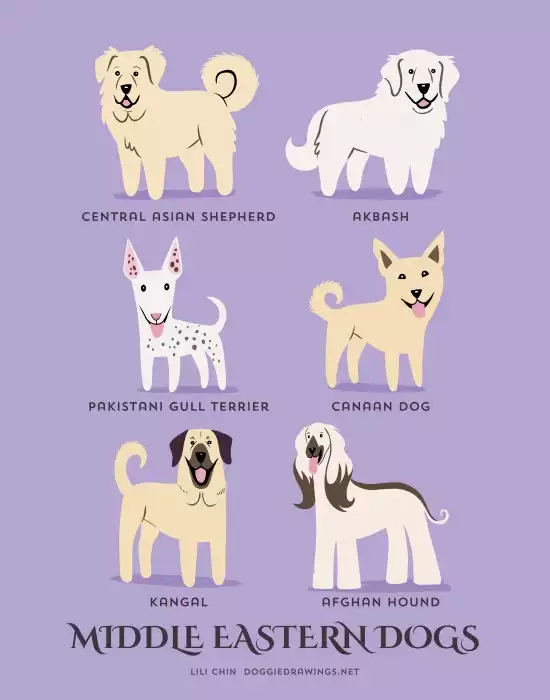 CENTRAL ASIAN SHEPHERD
AKBASH
PAKISTANI GULL TERRIER
CANAAN DOG
KANGAL
AFGHAN HOUND
MIDDLE EASTERN DOGS
LILI CHIN DOGGIEDRAWINGS.NET